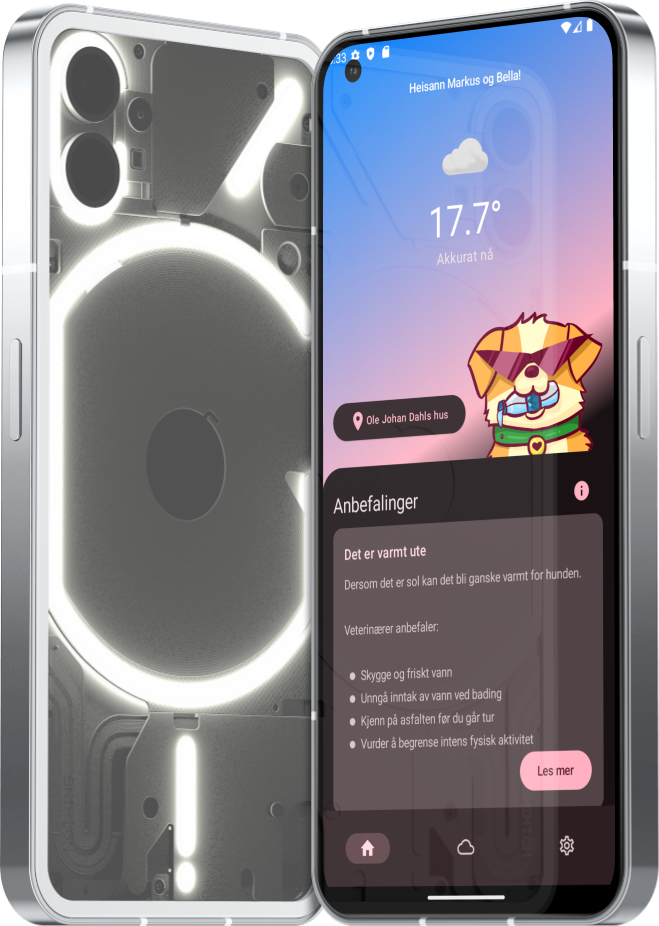 :33
Heisann Markus og Bella!
17.7°
Akkurat nå
Ole Johan Dahls hus
Anbefalinger
Det er varmt ute
Dersom det er sol kan det bli ganske varmt for hunden.
Veterinærer anbefaler:
Skygge og friskt vann
Unngå inntak av vann ved bading
Kjenn på asfalten før du går tur
Vurder å begrense intens fysisk aktivitet
Les mer